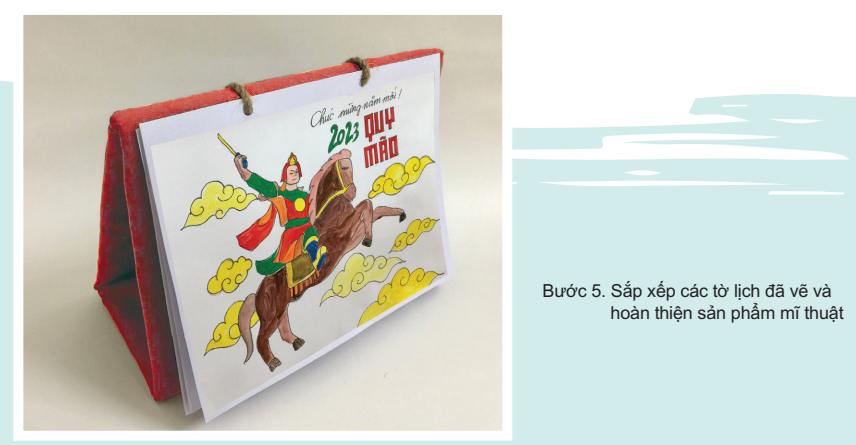 Chúc mừng năm mới!
2023 QUÝ
MÃO
Bước 5. Sắp xếp các tờ lịch đã vẽ và
hoàn thiện sản phẩm mĩ thuật